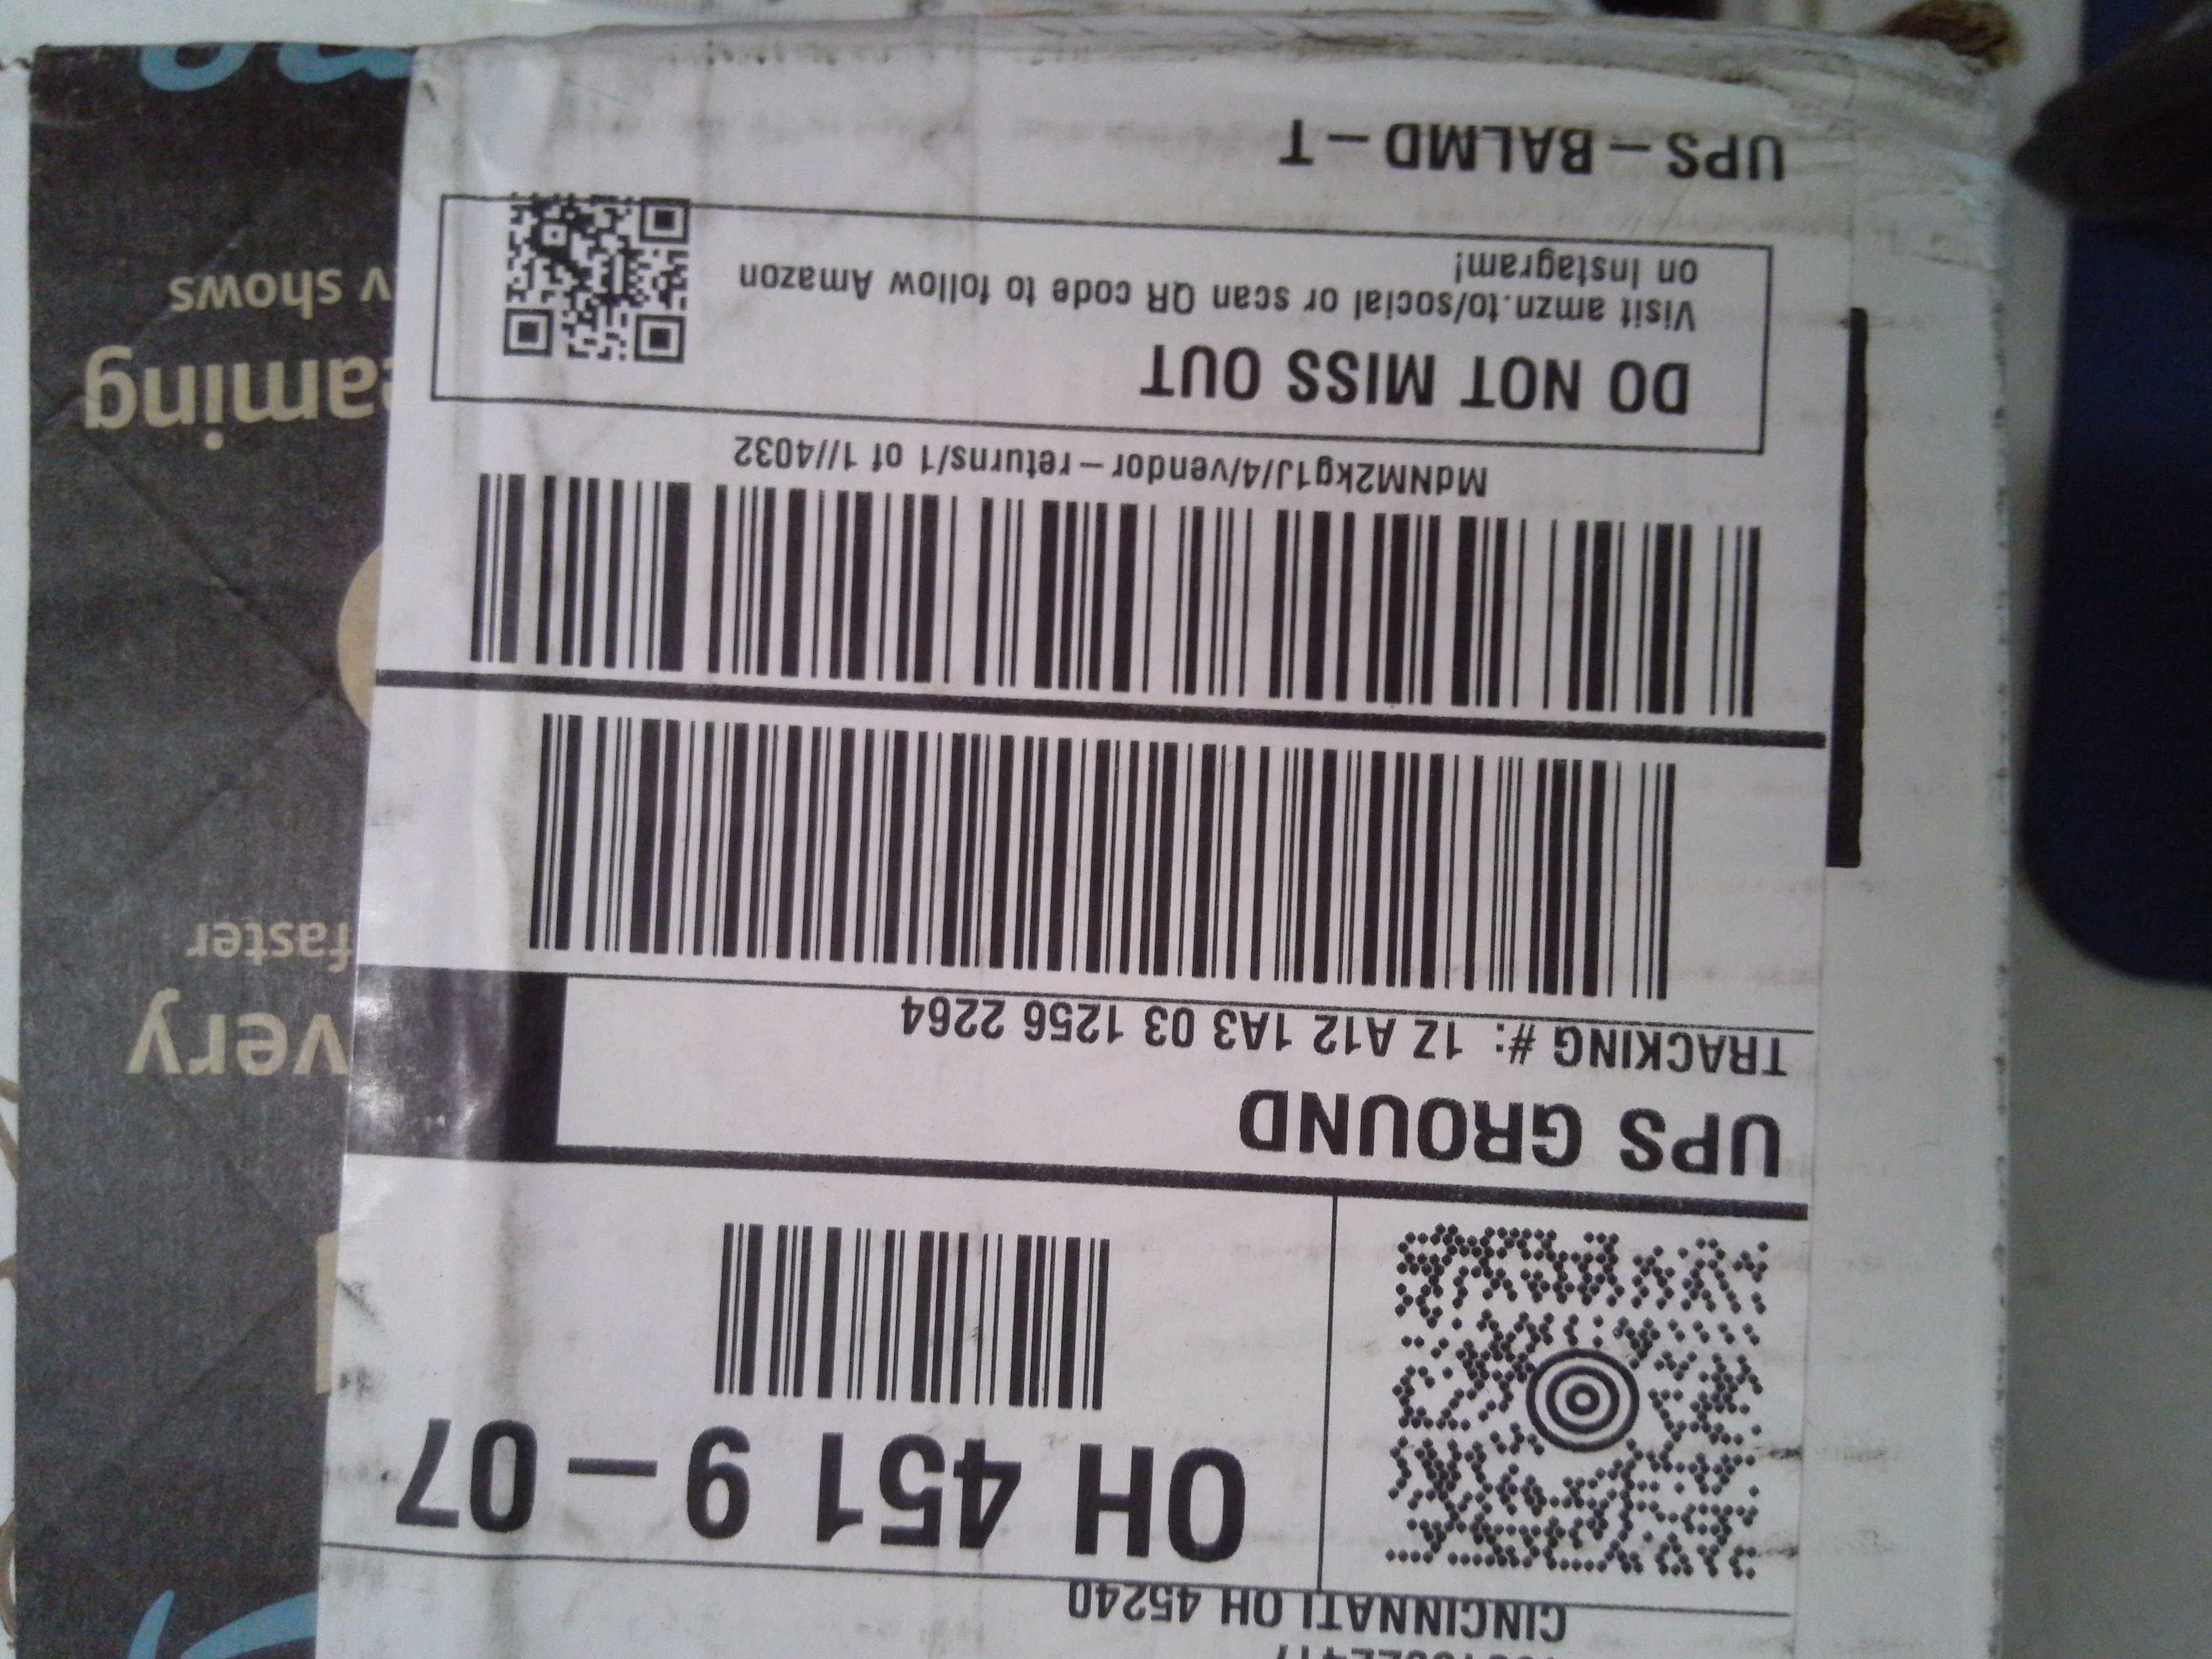 CINCINNATI OH 45240
OH 451 9-07
UPS GROUND
TRACKING #: 1Z A12 1A3 03 1256 2264
MdNM2kg1J/4/vendor-returns/1 of 1//4032
DO NOT MISS OUT
Visit amzn.to/social or scan QR code to follow Amazon
on Instagram!
UPS-BALMD-T
very
faster
aming
v shows